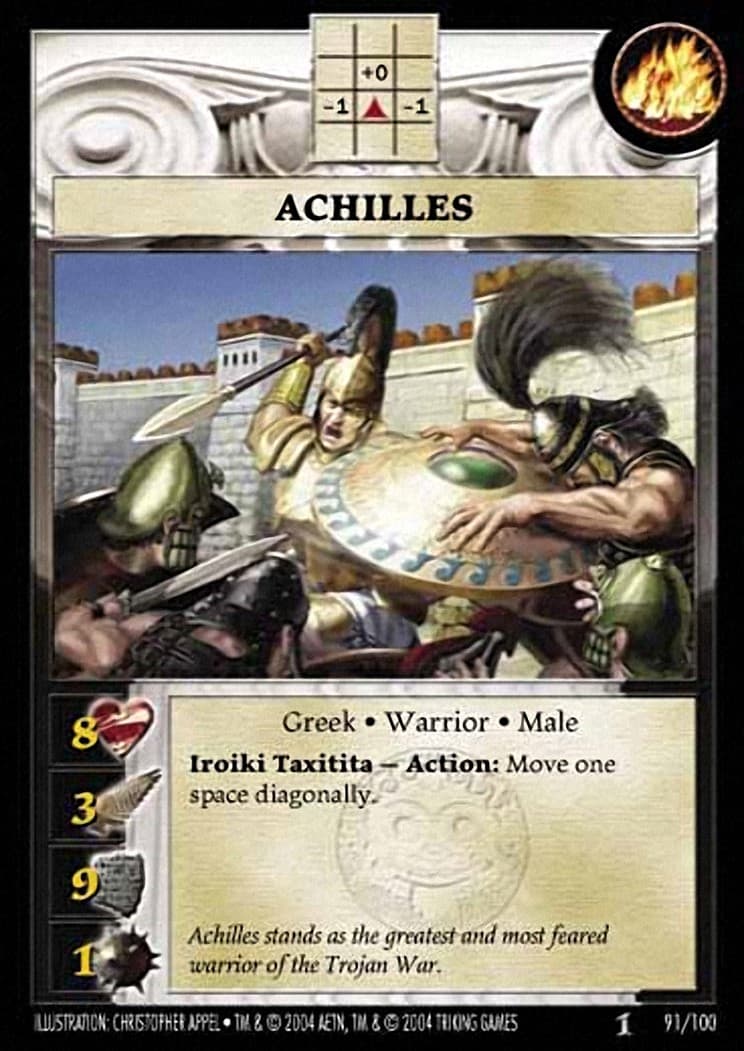 +0
-1 -1
ACHILLES
8
3
9
1
Greek • Warrior • Male
Iroiki Taxitita — Action: Move one
space diagonally.
Achilles stands as the greatest and most feared
warrior of the Trojan War.
ILLUSTRATION: CHRISTOPHER APPEL • TM & © 2004 AETN, TM & © 2004 TRIKING GAMES
1 91/100